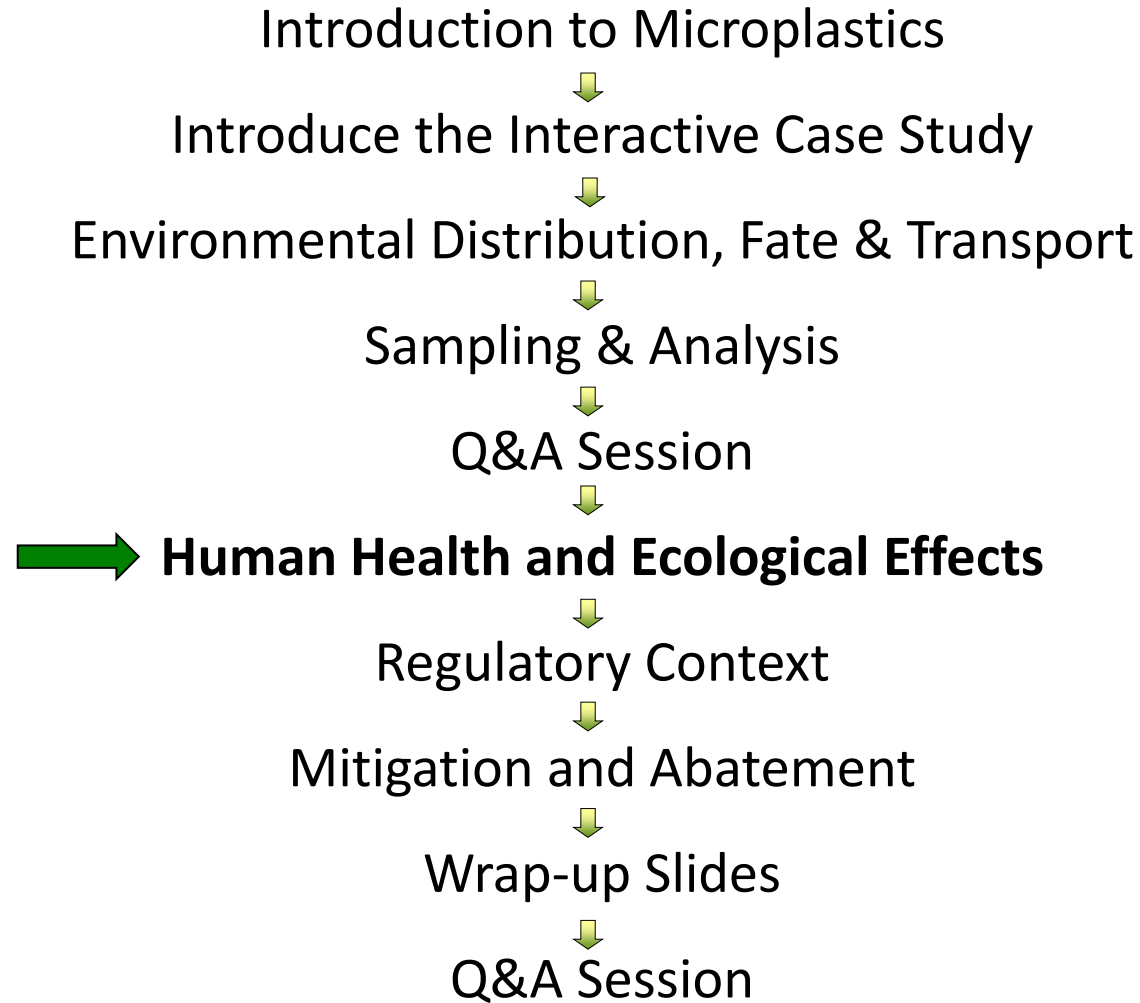 Introduction to Microplastics
Introduce the Interactive Case Study
Environmental Distribution, Fate & Transport
Sampling & Analysis
Q&A Session
Human Health and Ecological Effects
Regulatory Context
Mitigation and Abatement
Wrap-up Slides
Q&A Session